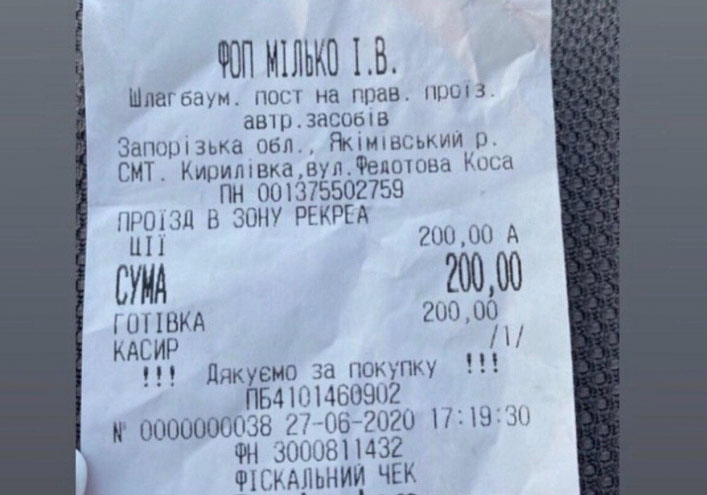 ФОП МІЛЬКО І.В.
Шлагбаум. пост на прав. проїз.
автр.засобів
Запорізька обл., Якімівський р.
СМТ. Кирилівка,вул.Федотова Коса
ПН 001375502759
ПРОЇЗД В ЗОНУ РЕКРЕА
ЦІЇ 200,00 А
СУМА 200,00
ГОТІВКА 200,00
КАСИР /1/
!!! Дякуємо за покупку !!!
ПБ4101460902
№ 0000000038 27-06-2020 17:19:30
ФН 3000811432
ФІСКАЛЬНИЙ ЧЕК